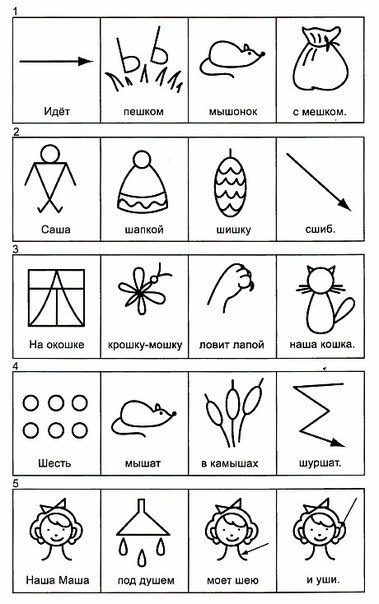 1
Идёт пешком мышонок с мешком.
2
Саша шапкой шишку сшиб.
3
На окошке крошку-мошку ловит лапой наша кошка.
4
Шесть мышат в камышах шуршат.
5
Наша Маша под душем моет шею и уши.